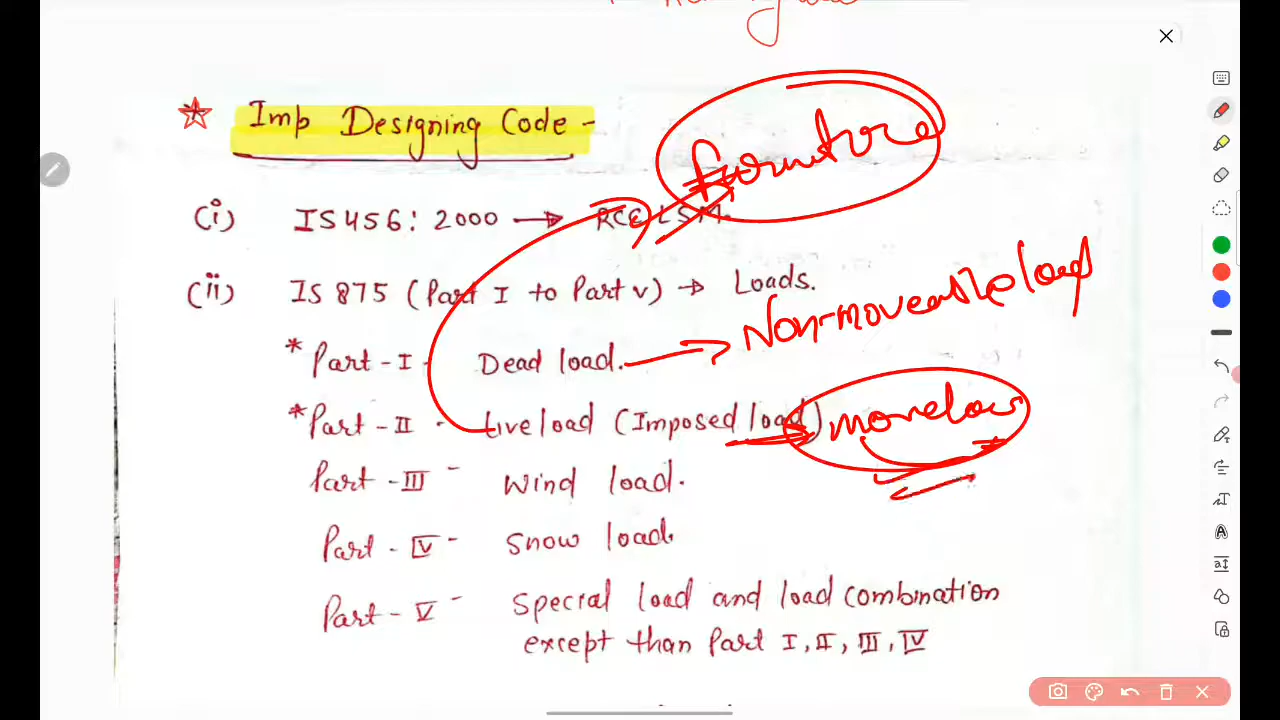 Imp Designing Code -
furniture
(i) IS 456 : 2000 → RCC LSM.
(ii) IS 875 (Part I to Part V) → Loads.
Non-moveable load
* Part - I - Dead load.
* Part - II - Live load (Imposed load)
Part - III - Wind load.
Part - IV - Snow load.
Part - V - Special load and load combination
except than Part I, II, III, IV